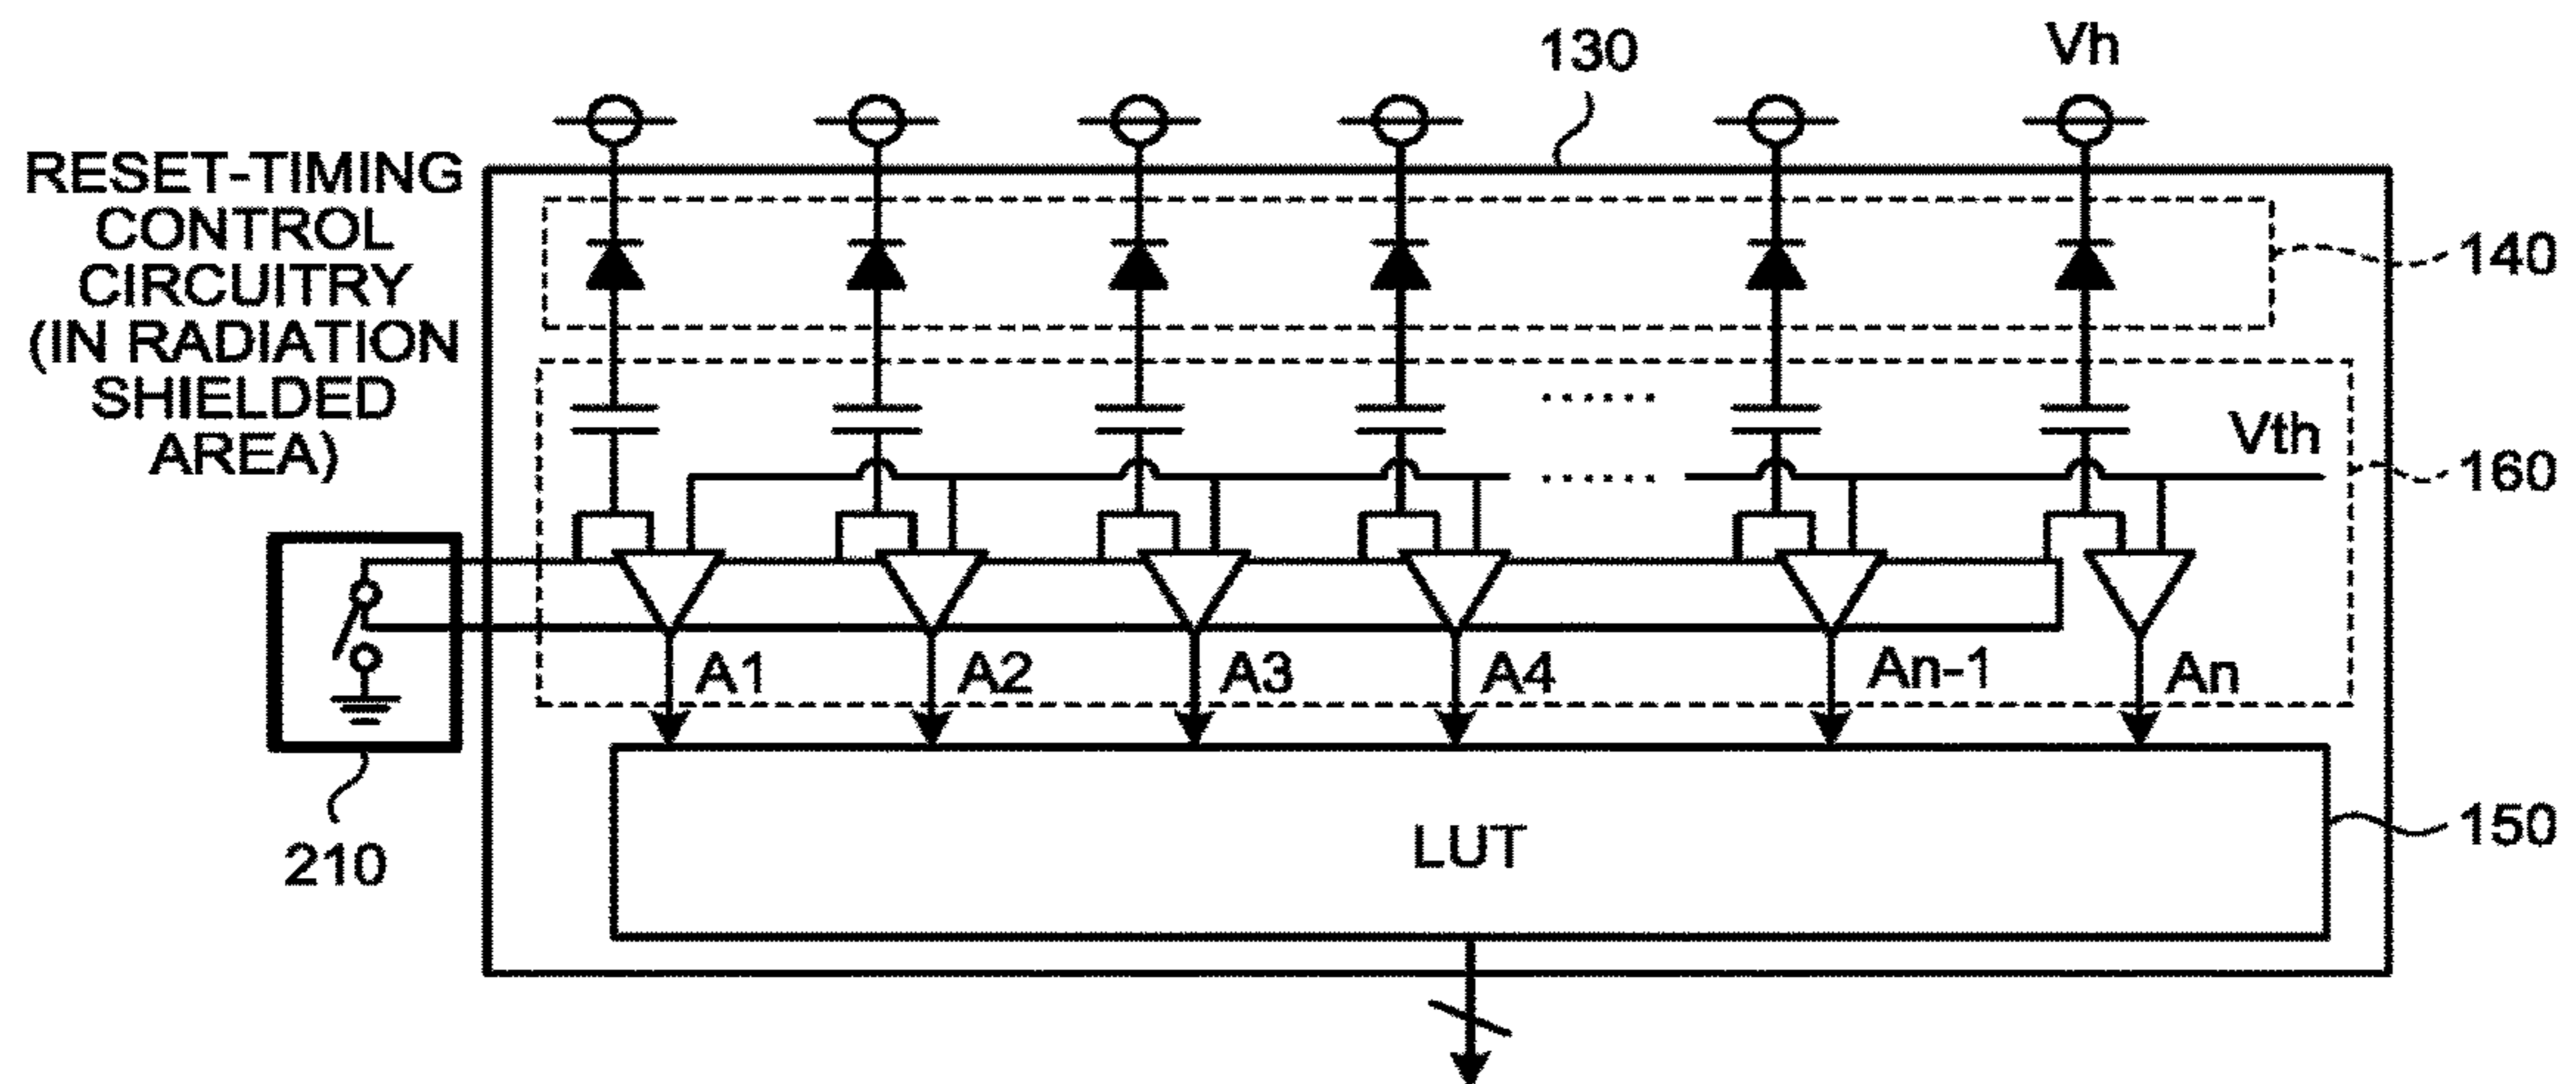 130
Vh
RESET-TIMING
CONTROL
CIRCUITRY
(IN RADIATION
SHIELDED
AREA)
140
Vth
160
A1
A2
A3
A4
An-1
An
210
LUT
150